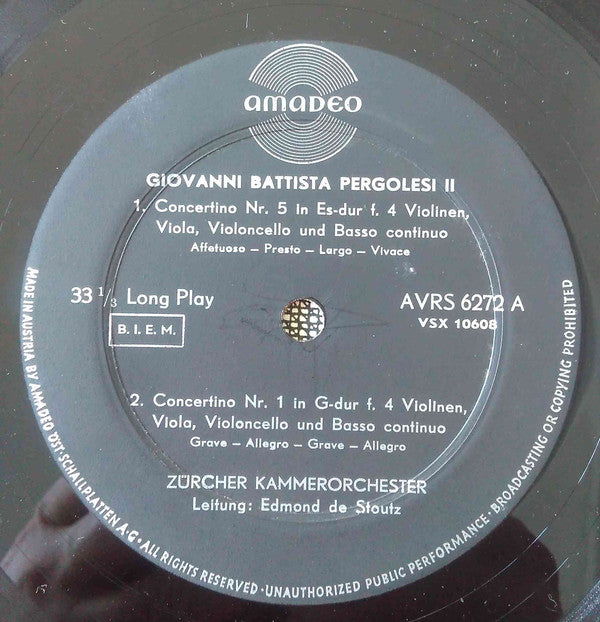 AMADEO
GIOVANNI BATTISTA PERGOLESI II
1. Concertino Nr. 5 in Es-dur f. 4 Violinen,
Viola, Violoncello und Basso continuo
Affetuoso – Presto – Largo – Vivace
33 1/3 Long Play
AVRS 6272 A
VSX 10608
B.I.E.M.
2. Concertino Nr. 1 in G-dur f. 4 Violinen,
Viola, Violoncello und Basso continuo
Grave – Allegro – Grave – Allegro
ZÜRCHER KAMMERORCHESTER
Leitung: Edmond de Stoutz
MADE IN AUSTRIA BY AMADEO ÖST. SCHALLPLATTEN A·G · ALL RIGHTS RESERVED · UNAUTHORIZED PUBLIC PERFORMANCE · BROADCASTING OR COPYING PROHIBITED